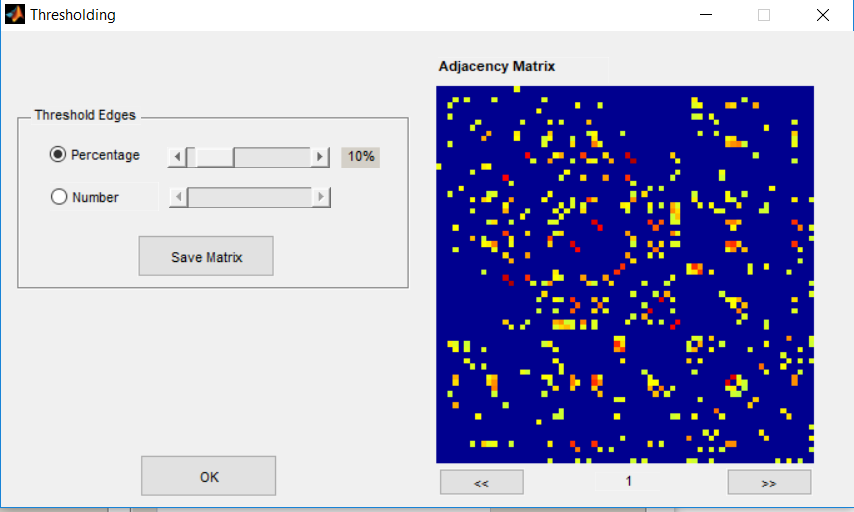 Thresholding
Adjacency Matrix
Threshold Edges
Percentage
10%
Number
Save Matrix
OK
<<
1
>>